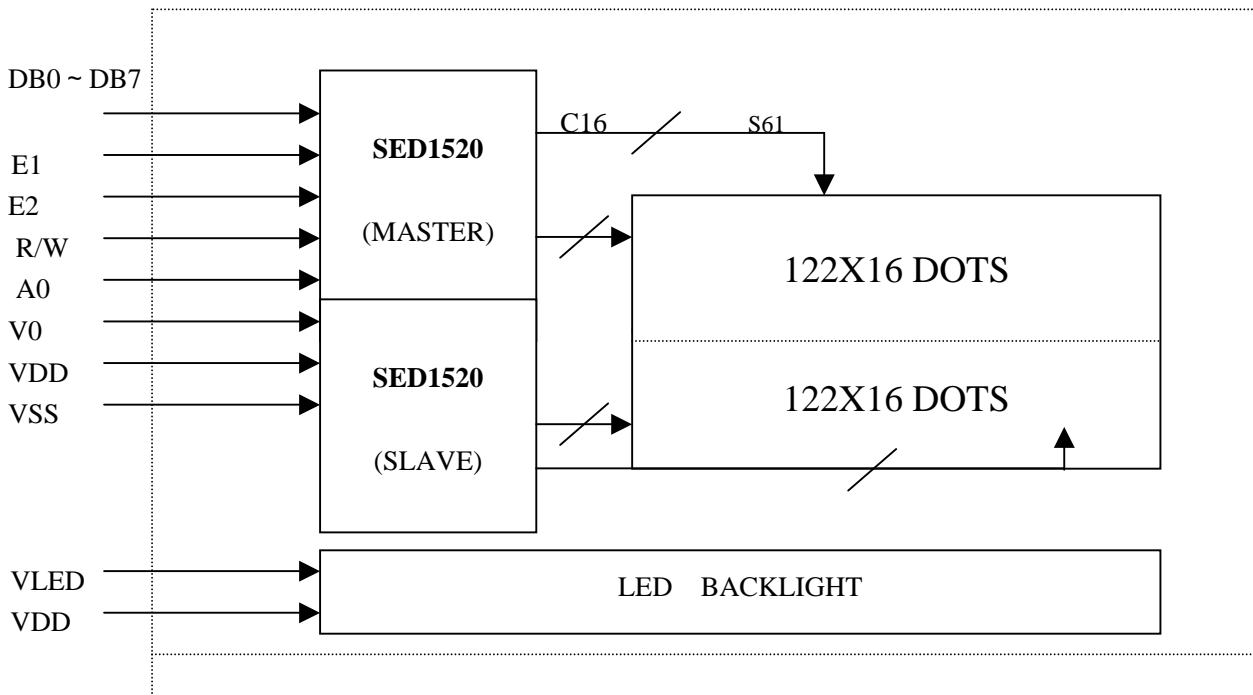 DB0 ~ DB7
E1
E2
R/W
A0
V0
VDD
VSS
SED1520
(MASTER)
C16
S61
SED1520
(SLAVE)
122X16 DOTS
122X16 DOTS
VLED
VDD
LED BACKLIGHT